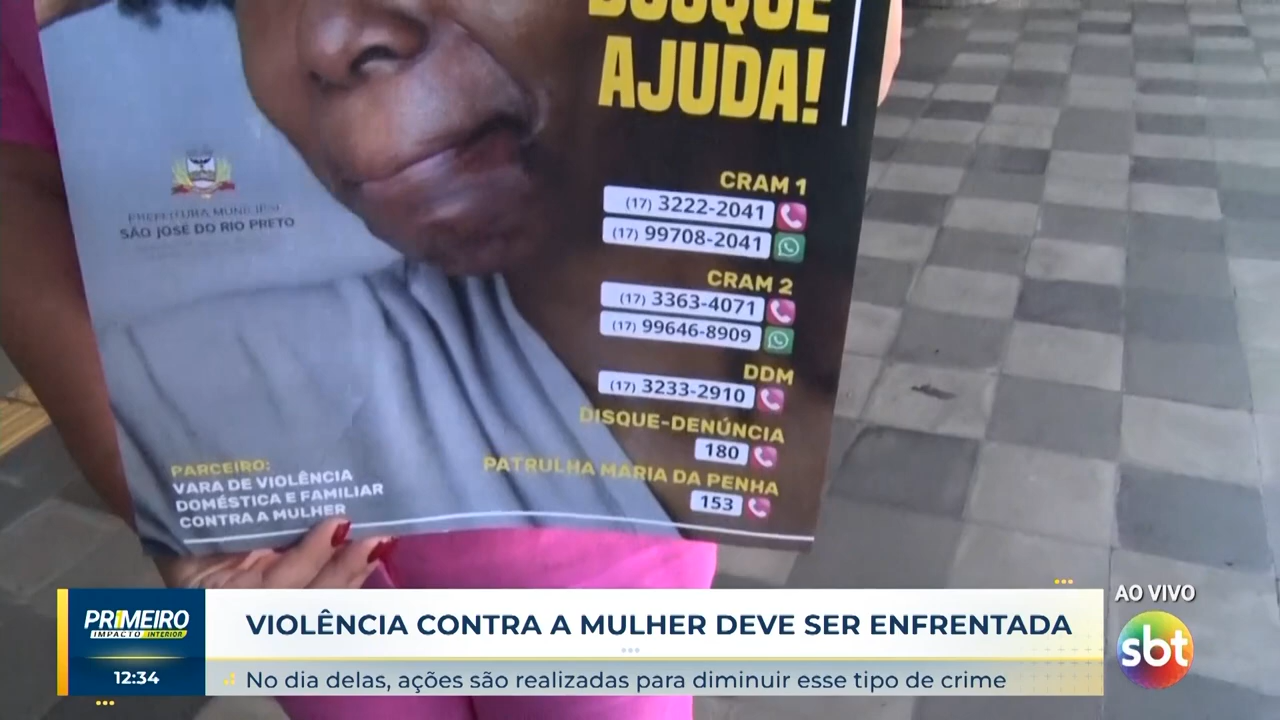 BUSQUE
AJUDA!
CRAM 1
(17) 3222-2041
(17) 99708-2041
CRAM 2
(17) 3363-4071
(17) 99646-8909
DDM
(17) 3233-2910
DISQUE-DENÚNCIA
180
PATRULHA MARIA DA PENHA
153
PREFEITURA MUNICIPAL
SÃO JOSÉ DO RIO PRETO
PARCEIRO:
VARA DE VIOLÊNCIA
DOMÉSTICA E FAMILIAR
CONTRA A MULHER
AO VIVO
sbt
PRIMEIRO
IMPACTO INTERIOR
12:34
VIOLÊNCIA CONTRA A MULHER DEVE SER ENFRENTADA
No dia delas, ações são realizadas para diminuir esse tipo de crime